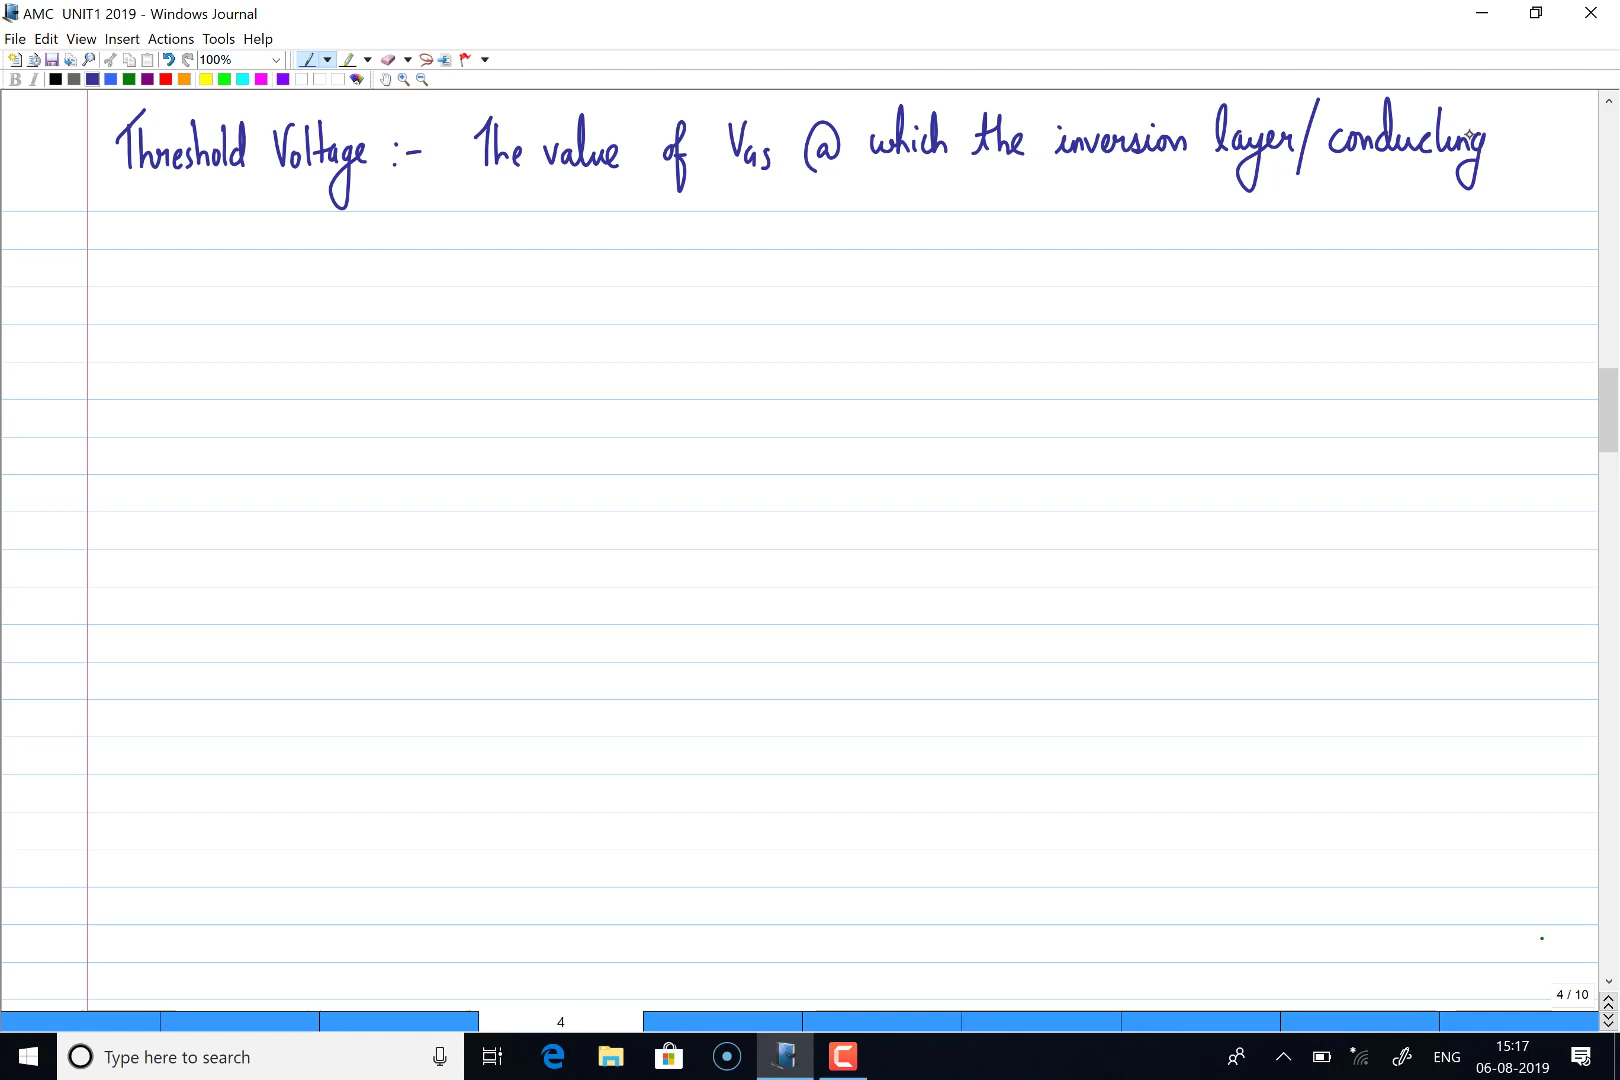 AMC UNIT1 2019 - Windows Journal
File Edit View Insert Actions Tools Help
100%
B I
Threshold Voltage :- The value of VGS @ which the inversion layer/ conducting
4 / 10
4
Type here to search
ENG
15:17
06-08-2019